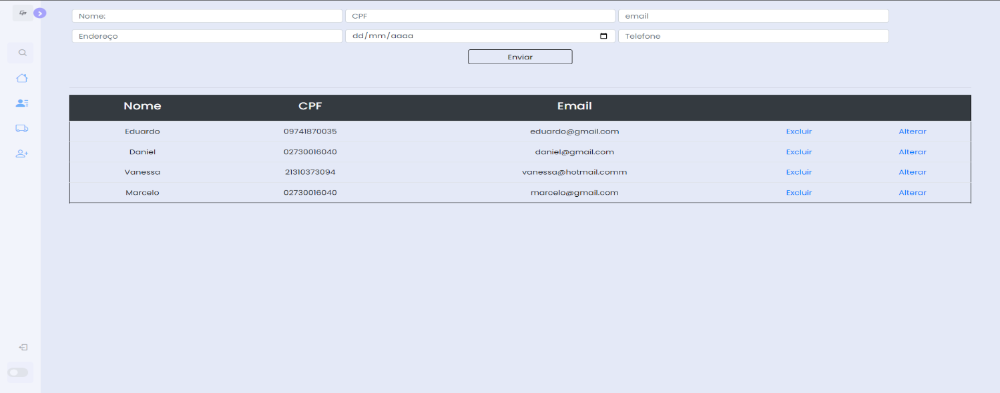 Nome: CPF email
Endereço dd/mm/aaaa Telefone
Enviar
Nome CPF Email
Eduardo 09741870035 eduardo@gmail.com Excluir Alterar
Daniel 02730016040 daniel@gmail.com Excluir Alterar
Vanessa 21310373094 vanessa@hotmail.comm Excluir Alterar
Marcelo 02730016040 marcelo@gmail.com Excluir Alterar